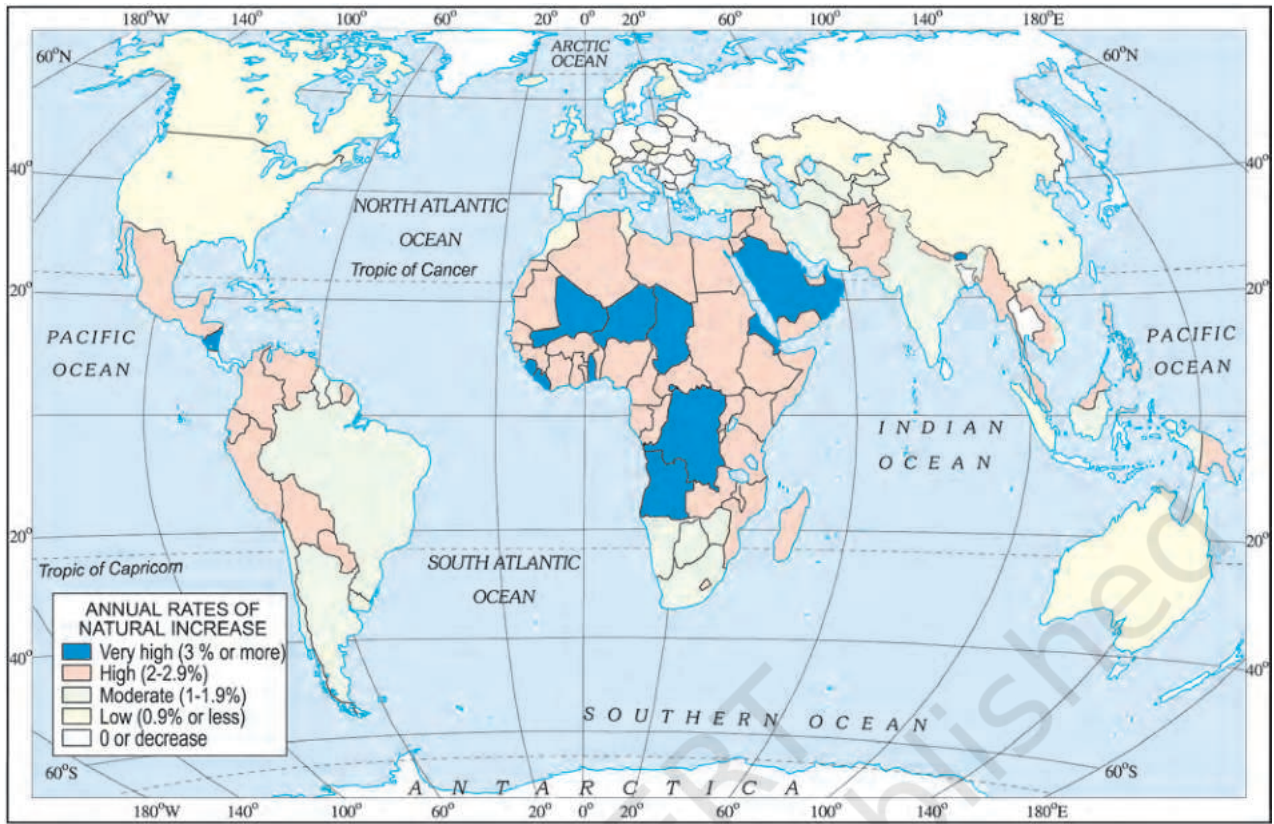 180°W 140° 100° 60° 20° 0° 20° 60° 100° 140° 180°E
60°N
ARCTIC
OCEAN
60°N
40°
40°
NORTH ATLANTIC
OCEAN
Tropic of Cancer
20°
20°
PACIFIC
OCEAN
PACIFIC
OCEAN
INDIAN
OCEAN
20°
20°
Tropic of Capricorn
SOUTH ATLANTIC
OCEAN
ANNUAL RATES OF
NATURAL INCREASE
Very high (3 % or more)
High (2-2.9%)
Moderate (1-1.9%)
Low (0.9% or less)
0 or decrease
40°
40°
SOUTHERN OCEAN
60°S
60°S
ANTARCTICA
180°W 140° 100° 60° 20° 0° 20° 60° 100° 140° 180°E